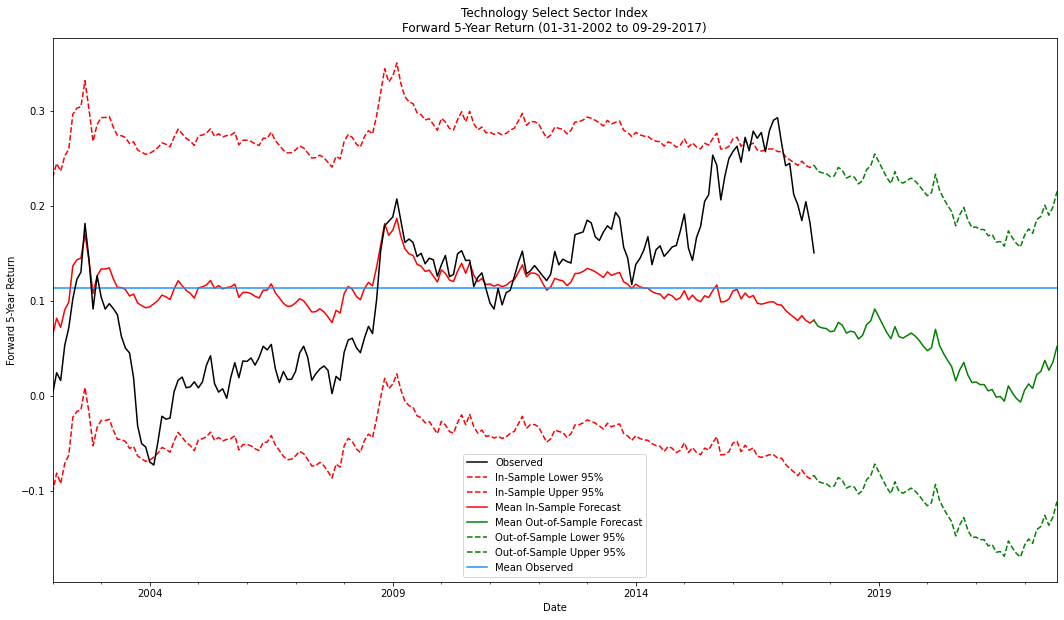 Technology Select Sector Index
Forward 5-Year Return (01-31-2002 to 09-29-2017)
Forward 5-Year Return
0.3
0.2
0.1
0.0
−0.1
2004
2009
2014
2019
Date
Observed
In-Sample Lower 95%
In-Sample Upper 95%
Mean In-Sample Forecast
Mean Out-of-Sample Forecast
Out-of-Sample Lower 95%
Out-of-Sample Upper 95%
Mean Observed